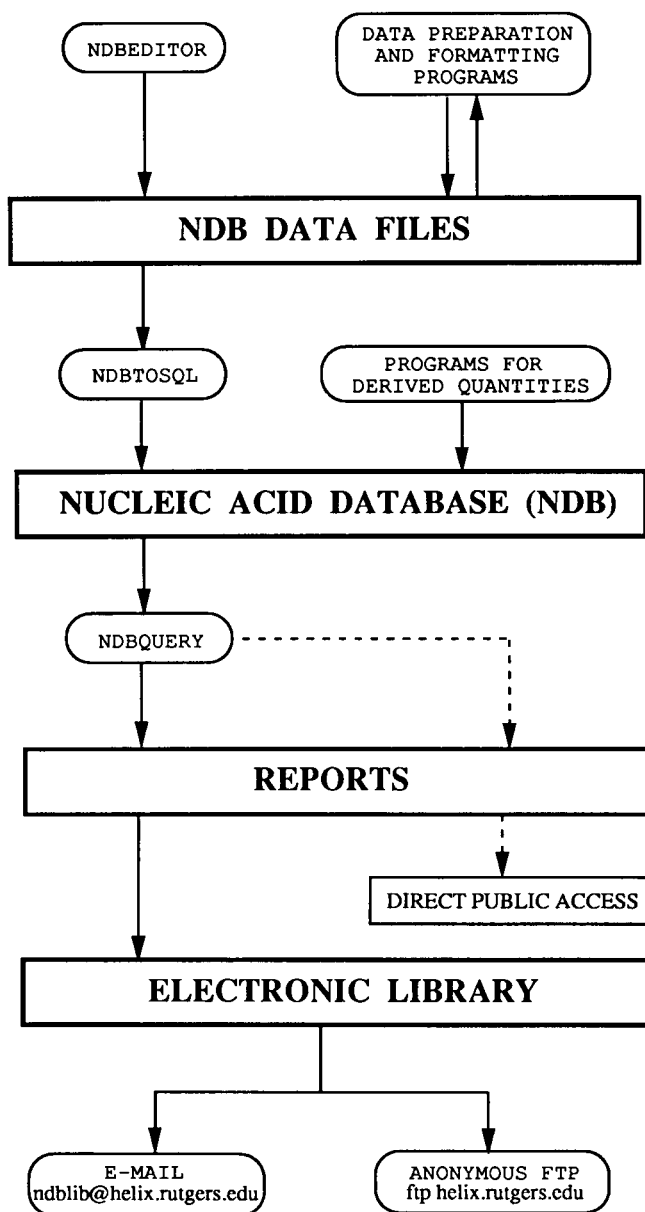 NDBEDITOR
DATA PREPARATION
AND FORMATTING
PROGRAMS
NDB DATA FILES
NDBTOSQL
PROGRAMS FOR
DERIVED QUANTITIES
NUCLEIC ACID DATABASE (NDB)
NDBQUERY
REPORTS
DIRECT PUBLIC ACCESS
ELECTRONIC LIBRARY
E-MAIL
ndblib@helix.rutgers.edu
ANONYMOUS FTP
ftp helix.rutgers.edu